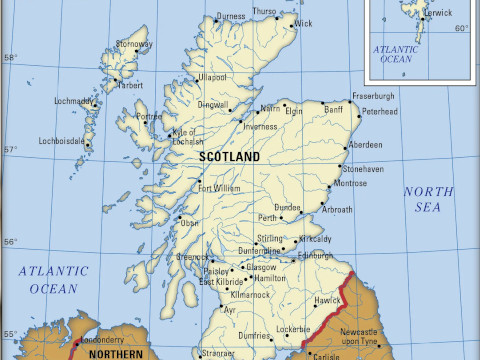 Durness
Thurso
Wick
Lerwick
60°
ATLANTIC
OCEAN
58°
Stornoway
Tarbert
Ullapool
Lochmaddy
Dingwall
Nairn
Elgin
Banff
Fraserburgh
Peterhead
Portree
Inverness
Kyle of
Lochalsh
Lochboisdale
Aberdeen
SCOTLAND
57°
Stonehaven
Fort William
Montrose
NORTH
SEA
Dundee
Arbroath
Perth
Oban
Stirling
Kirkcaldy
Dunfermline
56°
Greenock
Edinburgh
Glasgow
Paisley
Hamilton
East Kilbride
ATLANTIC
OCEAN
Kilmarnock
Hawick
Ayr
55°
Londonderry
Lockerbie
Dumfries
Newcastle
upon Tyne
NORTHERN
Stranraer
Carlisle